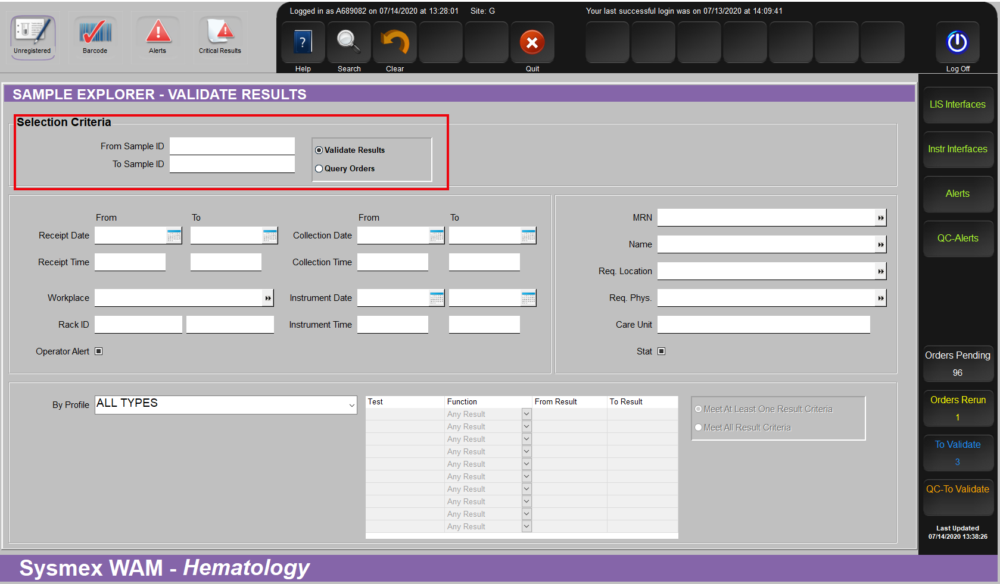 Logged in as A689082 on 07/14/2020 at 13:28:01 Site: G Your last successful login was on 07/13/2020 at 14:09:41
Unregistered Barcode Alerts Critical Results
Help Search Clear Quit Log Off
SAMPLE EXPLORER - VALIDATE RESULTS
Selection Criteria
From Sample ID
To Sample ID
Validate Results
Query Orders
From To From To
Receipt Date Collection Date
Receipt Time Collection Time
Workplace Instrument Date
Rack ID Instrument Time
Operator Alert
MRN
Name
Req. Location
Req. Phys.
Care Unit
Stat
By Profile ALL TYPES
Test Function From Result To Result
Any Result
Any Result
Any Result
Any Result
Any Result
Any Result
Any Result
Any Result
Any Result
Any Result
Meet At Least One Result Criteria
Meet All Result Criteria
LIS Interfaces
Instr Interfaces
Alerts
QC-Alerts
Orders Pending
96
Orders Rerun
1
To Validate
3
QC-To Validate
Last Updated
07/14/2020 13:38:26
Sysmex WAM - Hematology